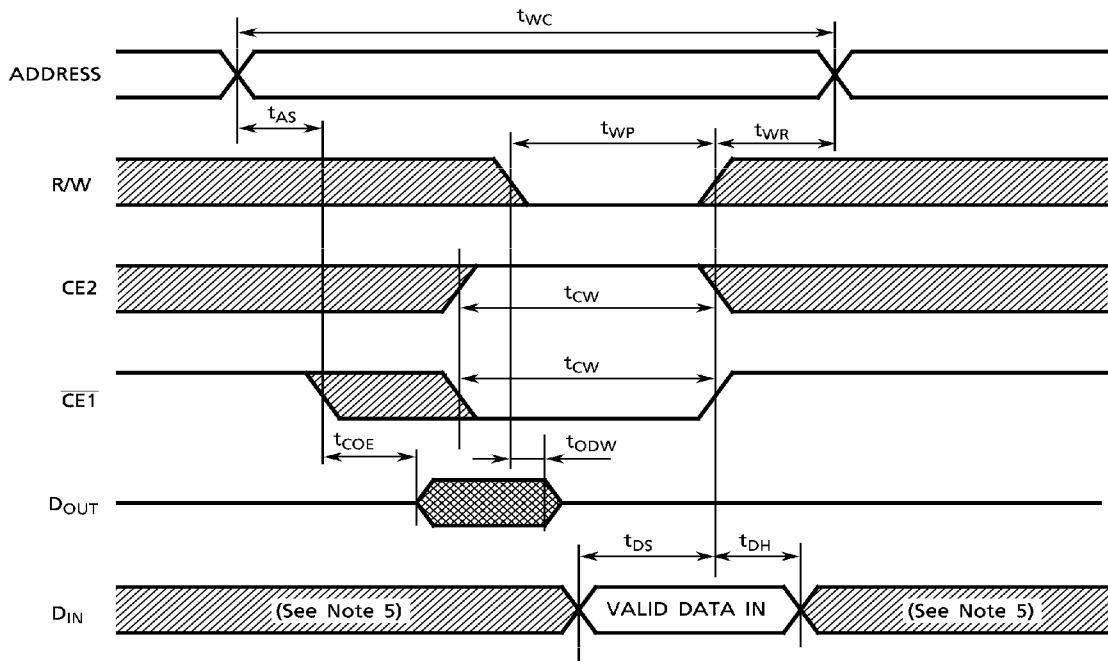 tWC
ADDRESS
tAS
tWP
tWR
R/W
CE2
tCW
tCW
CE1
tCOE
tODW
DOUT
tDS
tDH
DIN
(See Note 5)
VALID DATA IN
(See Note 5)